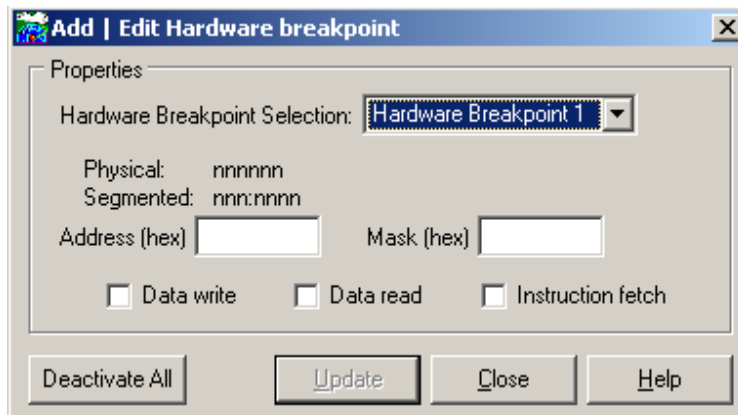 Add | Edit Hardware breakpoint
Properties
Hardware Breakpoint Selection: Hardware Breakpoint 1
Physical: nnnnnn
Segmented: nnn:nnnn
Address (hex) Mask (hex)
Data write Data read Instruction fetch
Deactivate All Update Close Help